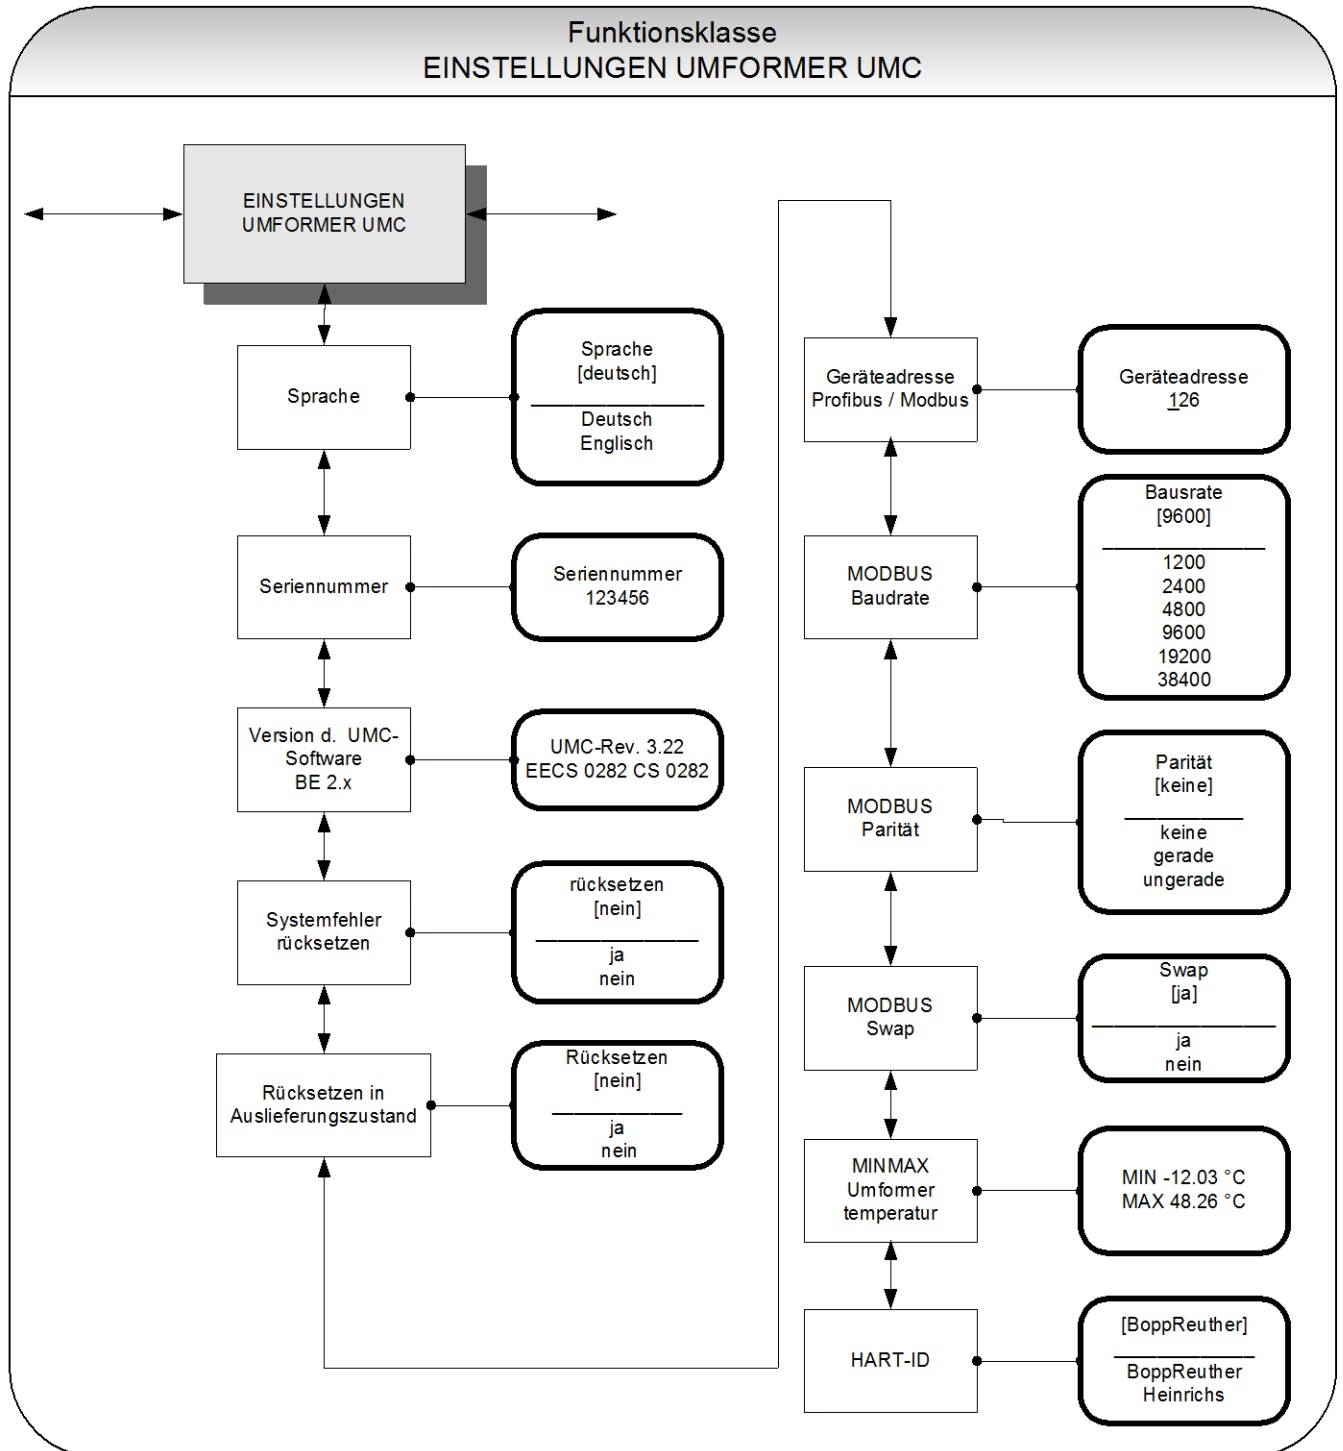 Funktionsklasse
EINSTELLUNGEN UMFORMER UMC
EINSTELLUNGEN
UMFORMER UMC
Sprache
Sprache
[deutsch]
Deutsch
Englisch
Seriennummer
Seriennummer
123456
Version d. UMC-
Software
BE 2.x
UMC-Rev. 3.22
EECS 0282 CS 0282
Systemfehler
rücksetzen
rücksetzen
[nein]
ja
nein
Rücksetzen in
Auslieferungszustand
Rücksetzen
[nein]
ja
nein
Geräteadresse
Profibus / Modbus
Geräteadresse
126
MODBUS
Baudrate
Bausrate
[9600]
1200
2400
4800
9600
19200
38400
MODBUS
Parität
Parität
[keine]
keine
gerade
ungerade
MODBUS
Swap
Swap
[ja]
ja
nein
MINMAX
Umformer
temperatur
MIN -12.03 °C
MAX 48.26 °C
HART-ID
[BoppReuther]
BoppReuther
Heinrichs